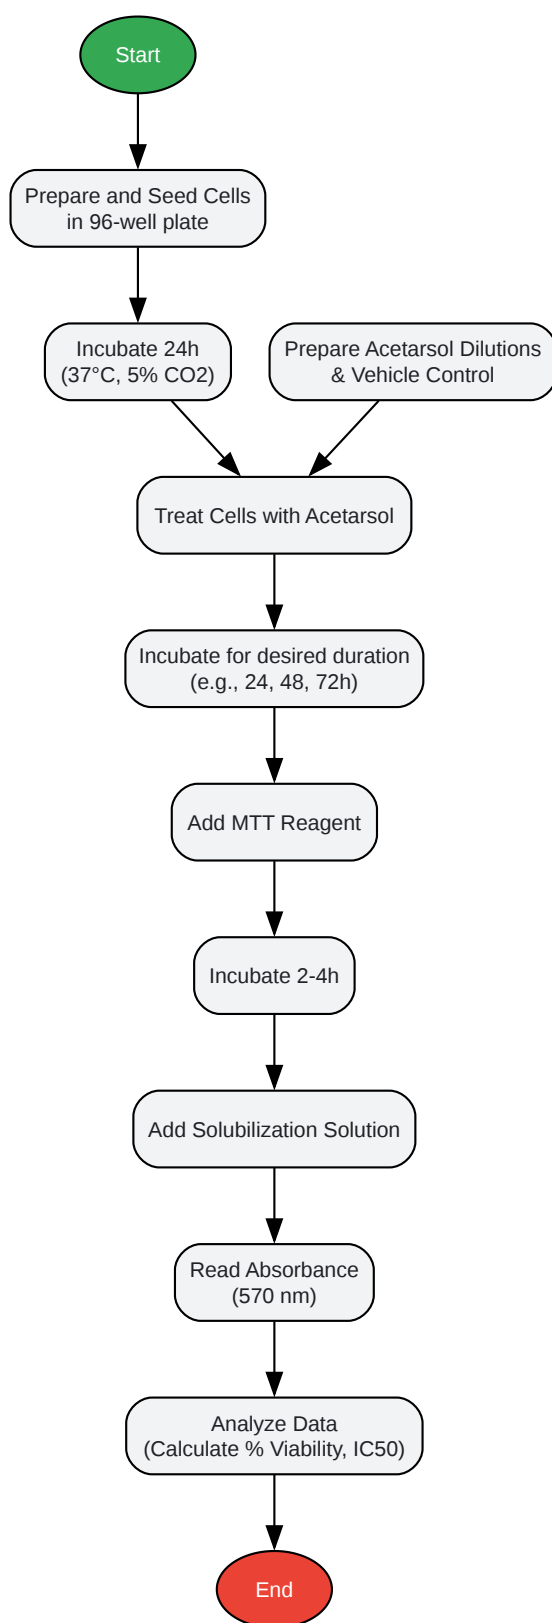 Start
Prepare and Seed Cells
in 96-well plate
Incubate 24h
(37°C, 5% CO2)
Prepare Acetarsol Dilutions
& Vehicle Control
Treat Cells with Acetarsol
Incubate for desired duration
(e.g., 24, 48, 72h)
Add MTT Reagent
Incubate 2-4h
Add Solubilization Solution
Read Absorbance
(570 nm)
Analyze Data
(Calculate % Viability, IC50)
End